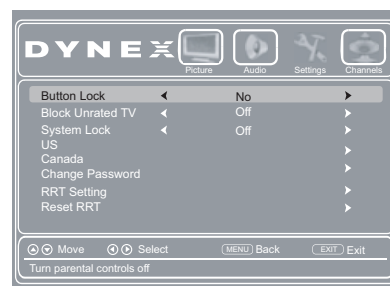 DYNEX
Picture Audio Settings Channels
Button Lock No
Block Unrated TV Off
System Lock Off
US
Canada
Change Password
RRT Setting
Reset RRT
Move Select MENU Back EXIT Exit
Turn parental controls off